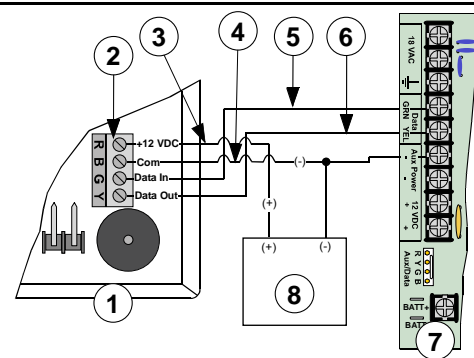 3
4
5
6
2
18 VAC
R
B
G
Y
+12 VDC
Com
Data In
Data Out
(-)
(+)
(+)
(-)
GRN
Data
YEL
Aux Power
-
-
+
+
12 VDC
R Y G B
Aux/Data
BATT+
BATT
1
8
7